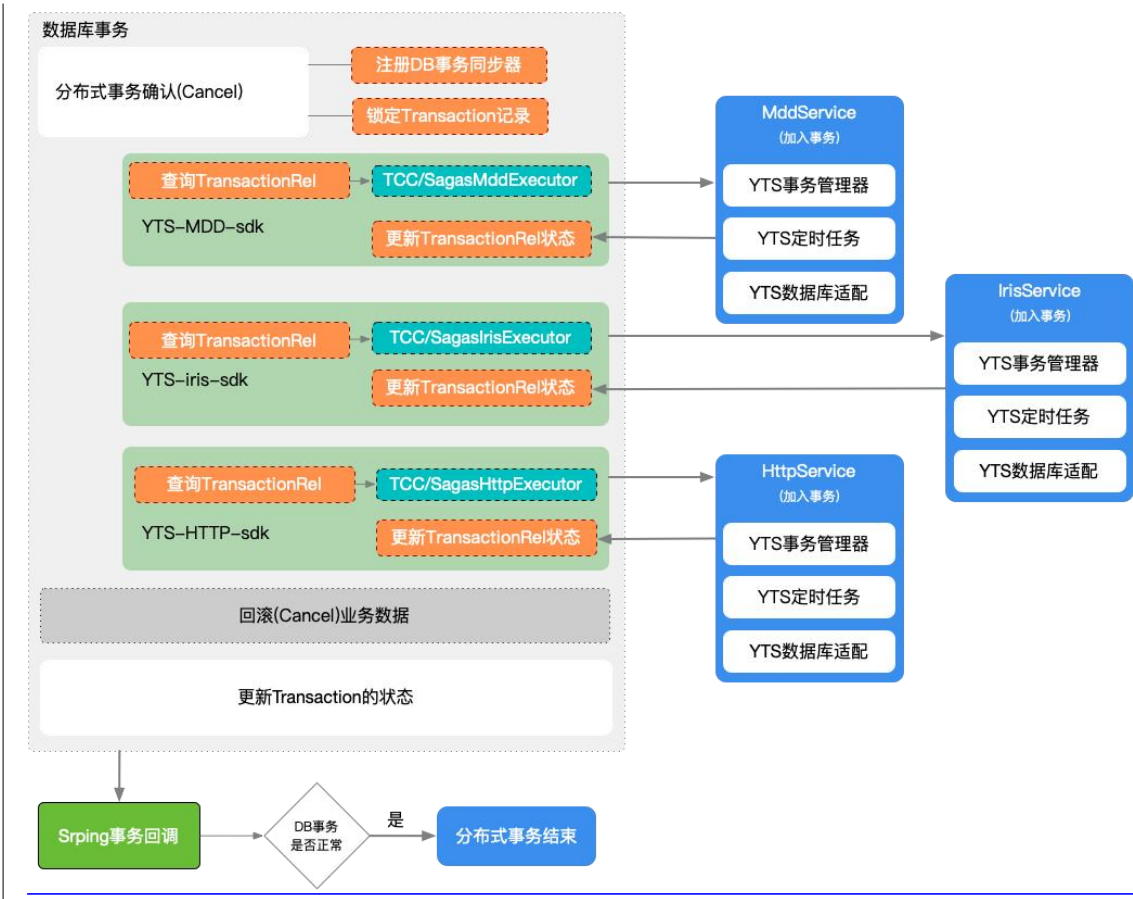 数据库事务
分布式事务确认(Cancel)
注册DB事务同步器
锁定Transaction记录
查询TransactionRel
TCC/SagasMddExecutor
YTS-MDD-sdk
更新TransactionRel状态
MddService
(加入事务)
YTS事务管理器
YTS定时任务
YTS数据库适配
查询TransactionRel
TCC/SagasIrisExecutor
YTS-iris-sdk
更新TransactionRel状态
IrisService
(加入事务)
YTS事务管理器
YTS定时任务
YTS数据库适配
查询TransactionRel
TCC/SagasHttpExecutor
YTS-HTTP-sdk
更新TransactionRel状态
HttpService
(加入事务)
YTS事务管理器
YTS定时任务
YTS数据库适配
回滚(Cancel)业务数据
更新Transaction的状态
Srping事务回调
DB事务
是否正常
是
分布式事务结束